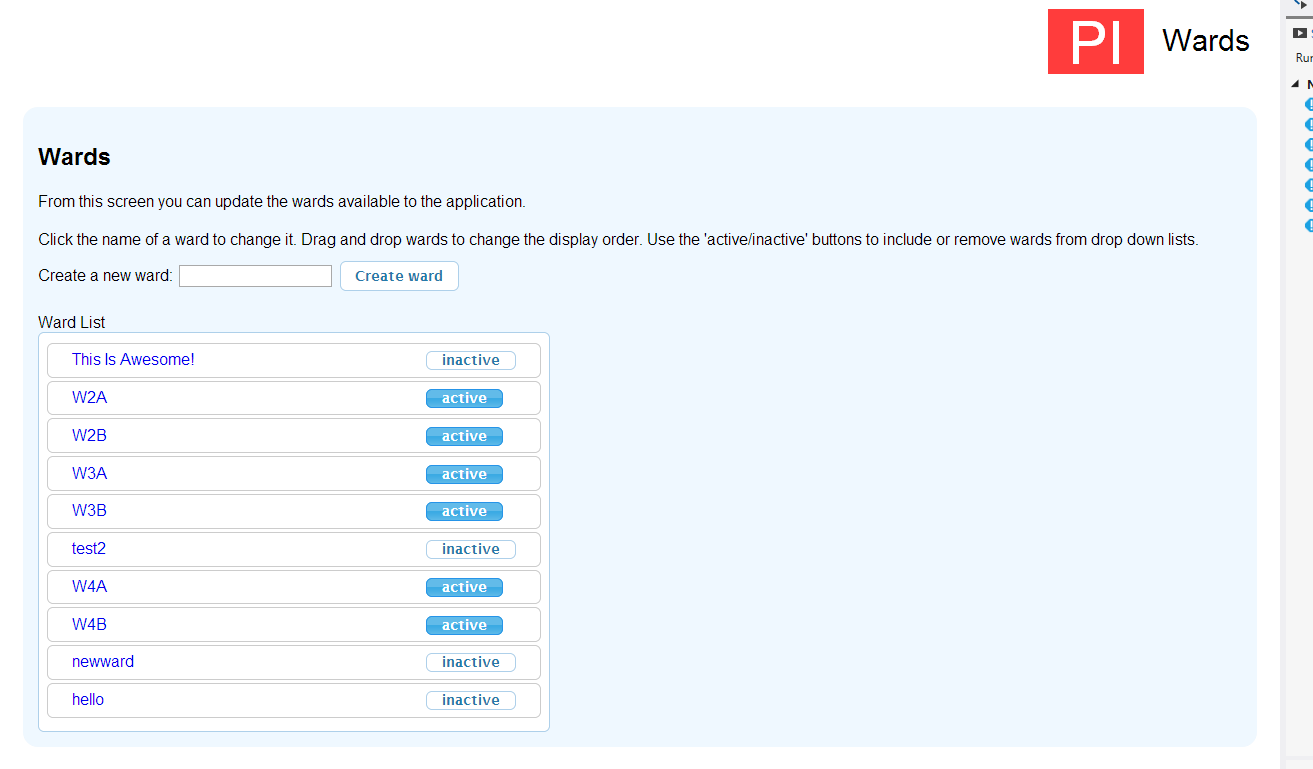 PI Wards
Wards
From this screen you can update the wards available to the application.
Click the name of a ward to change it. Drag and drop wards to change the display order. Use the 'active/inactive' buttons to include or remove wards from drop down lists.
Create a new ward: Create ward
Ward List
This Is Awesome! inactive
W2A active
W2B active
W3A active
W3B active
test2 inactive
W4A active
W4B active
newward inactive
hello inactive